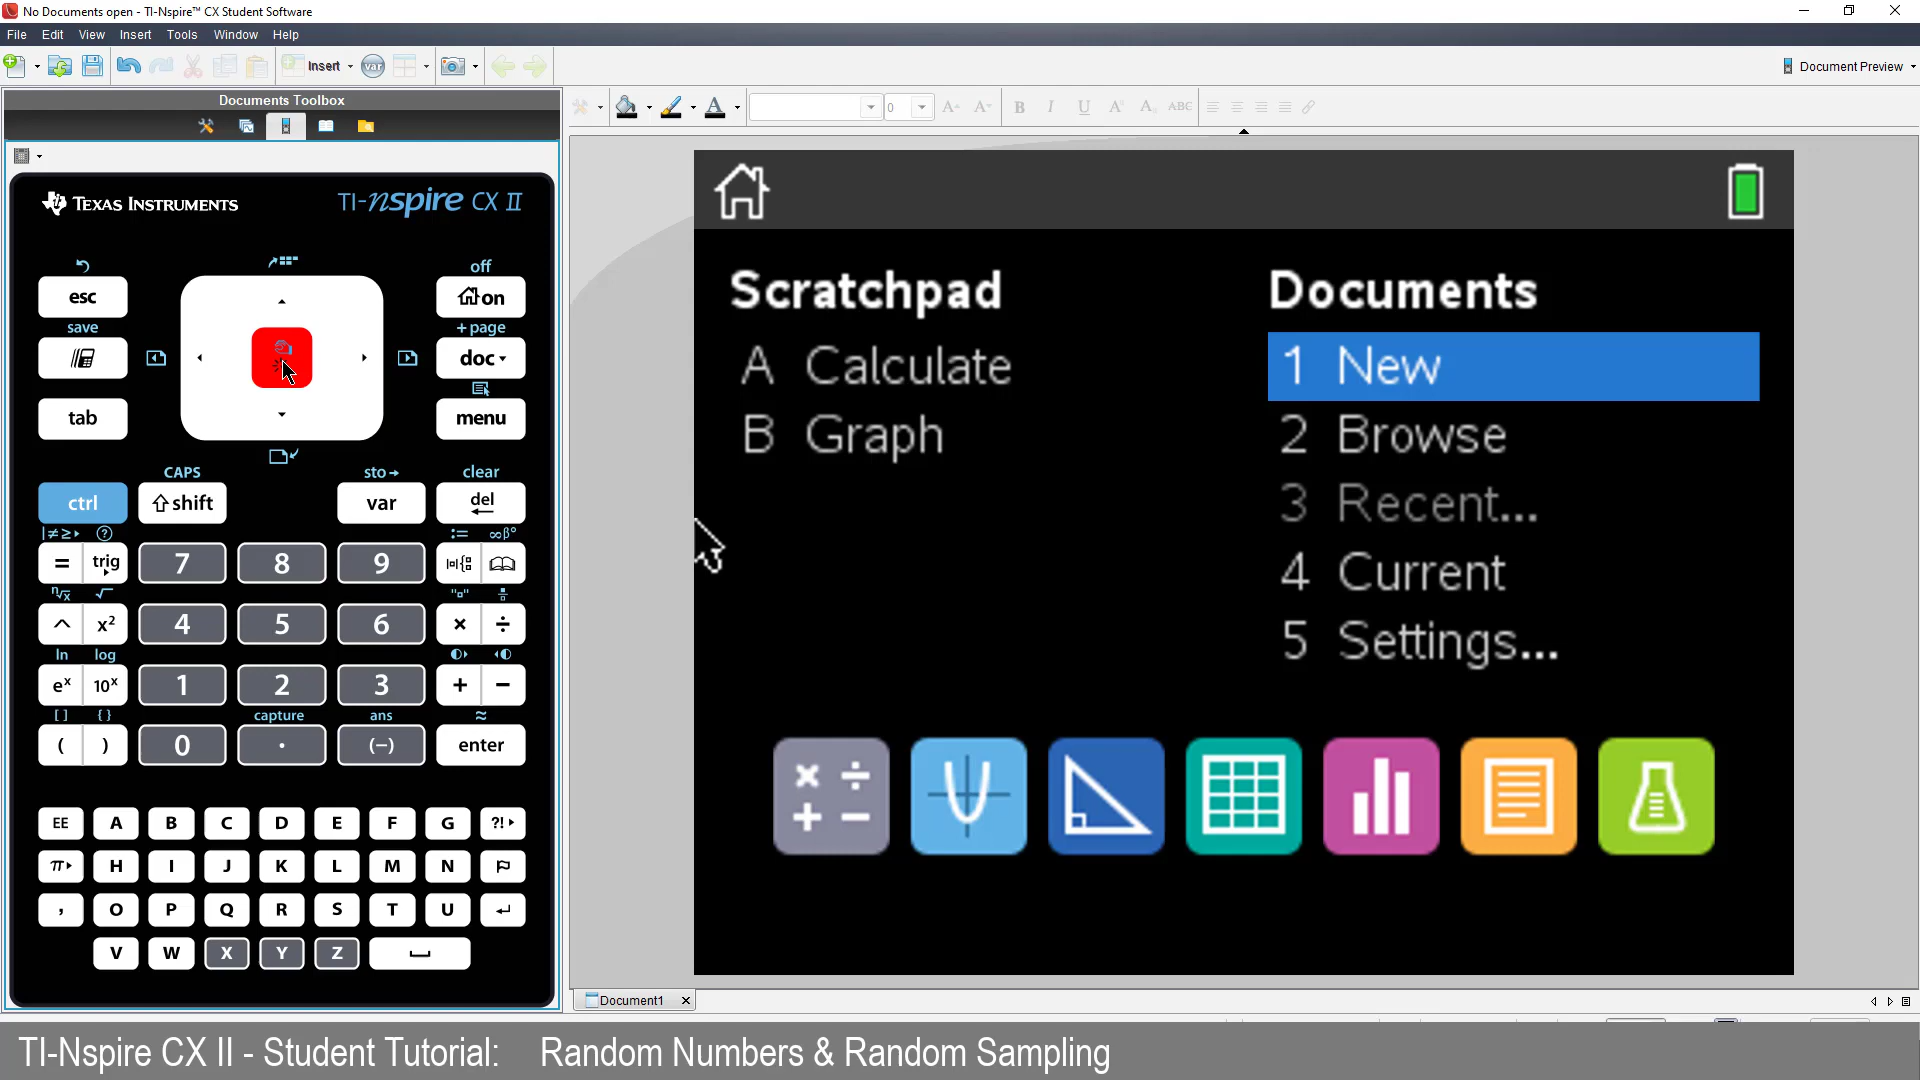 No Documents open - TI-Nspire™ CX Student Software
File Edit View Insert Tools Window Help
Insert var Document Preview
Documents Toolbox
0 A A B I U A A ABC
TEXAS INSTRUMENTS TI-nspire CX II
off
esc on
save + page
doc
tab menu
CAPS sto→ clear
ctrl ⇧shift var del
|≠≥▸ ? := ∞β°
= trig 7 8 9 |▫|{▫
ⁿ√x √
^ x² 4 5 6 × ÷
ln log
eˣ 10ˣ 1 2 3 + −
[ ] { } capture ans ≈
( ) 0 . (−) enter
EE A B C D E F G ?!▸
π▸ H I J K L M N
, O P Q R S T U ↵
V W X Y Z
Scratchpad
A Calculate
B Graph
Documents
1 New
2 Browse
3 Recent...
4 Current
5 Settings...
Document1
TI-Nspire CX II - Student Tutorial: Random Numbers & Random Sampling